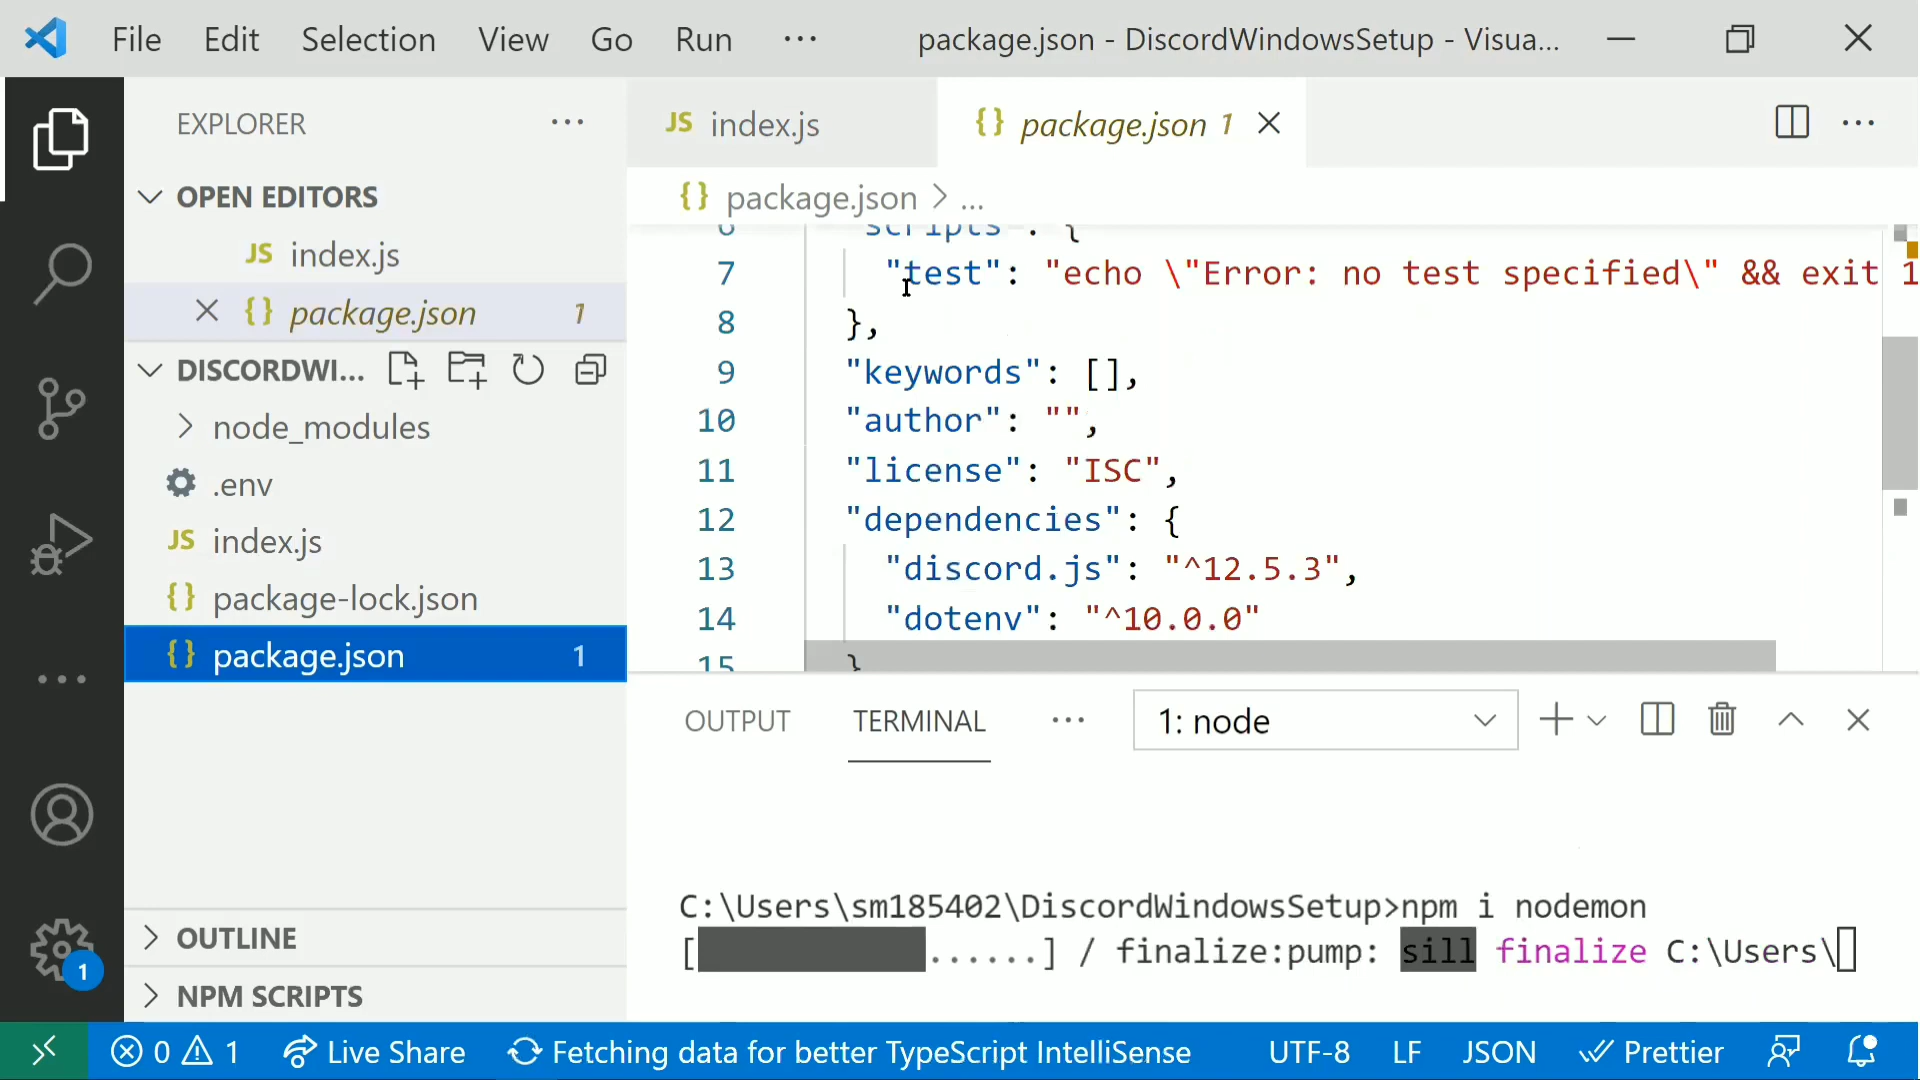 File Edit Selection View Go Run ... package.json - DiscordWindowsSetup - Visua...
EXPLORER
OPEN EDITORS
JS index.js
{} package.json 1
DISCORDWI...
node_modules
.env
JS index.js
{} package-lock.json
{} package.json 1
OUTLINE
NPM SCRIPTS
JS index.js
{} package.json 1
{} package.json > ...
6 "scripts": {
7 "test": "echo \"Error: no test specified\" && exit 1
8 },
9 "keywords": [],
10 "author": "",
11 "license": "ISC",
12 "dependencies": {
13 "discord.js": "^12.5.3",
14 "dotenv": "^10.0.0"
15 }
OUTPUT TERMINAL ... 1: node
C:\Users\sm185402\DiscordWindowsSetup>npm i nodemon
[ ......] / finalize:pump: sill finalize C:\Users\
1
0 1 Live Share Fetching data for better TypeScript IntelliSense UTF-8 LF JSON Prettier